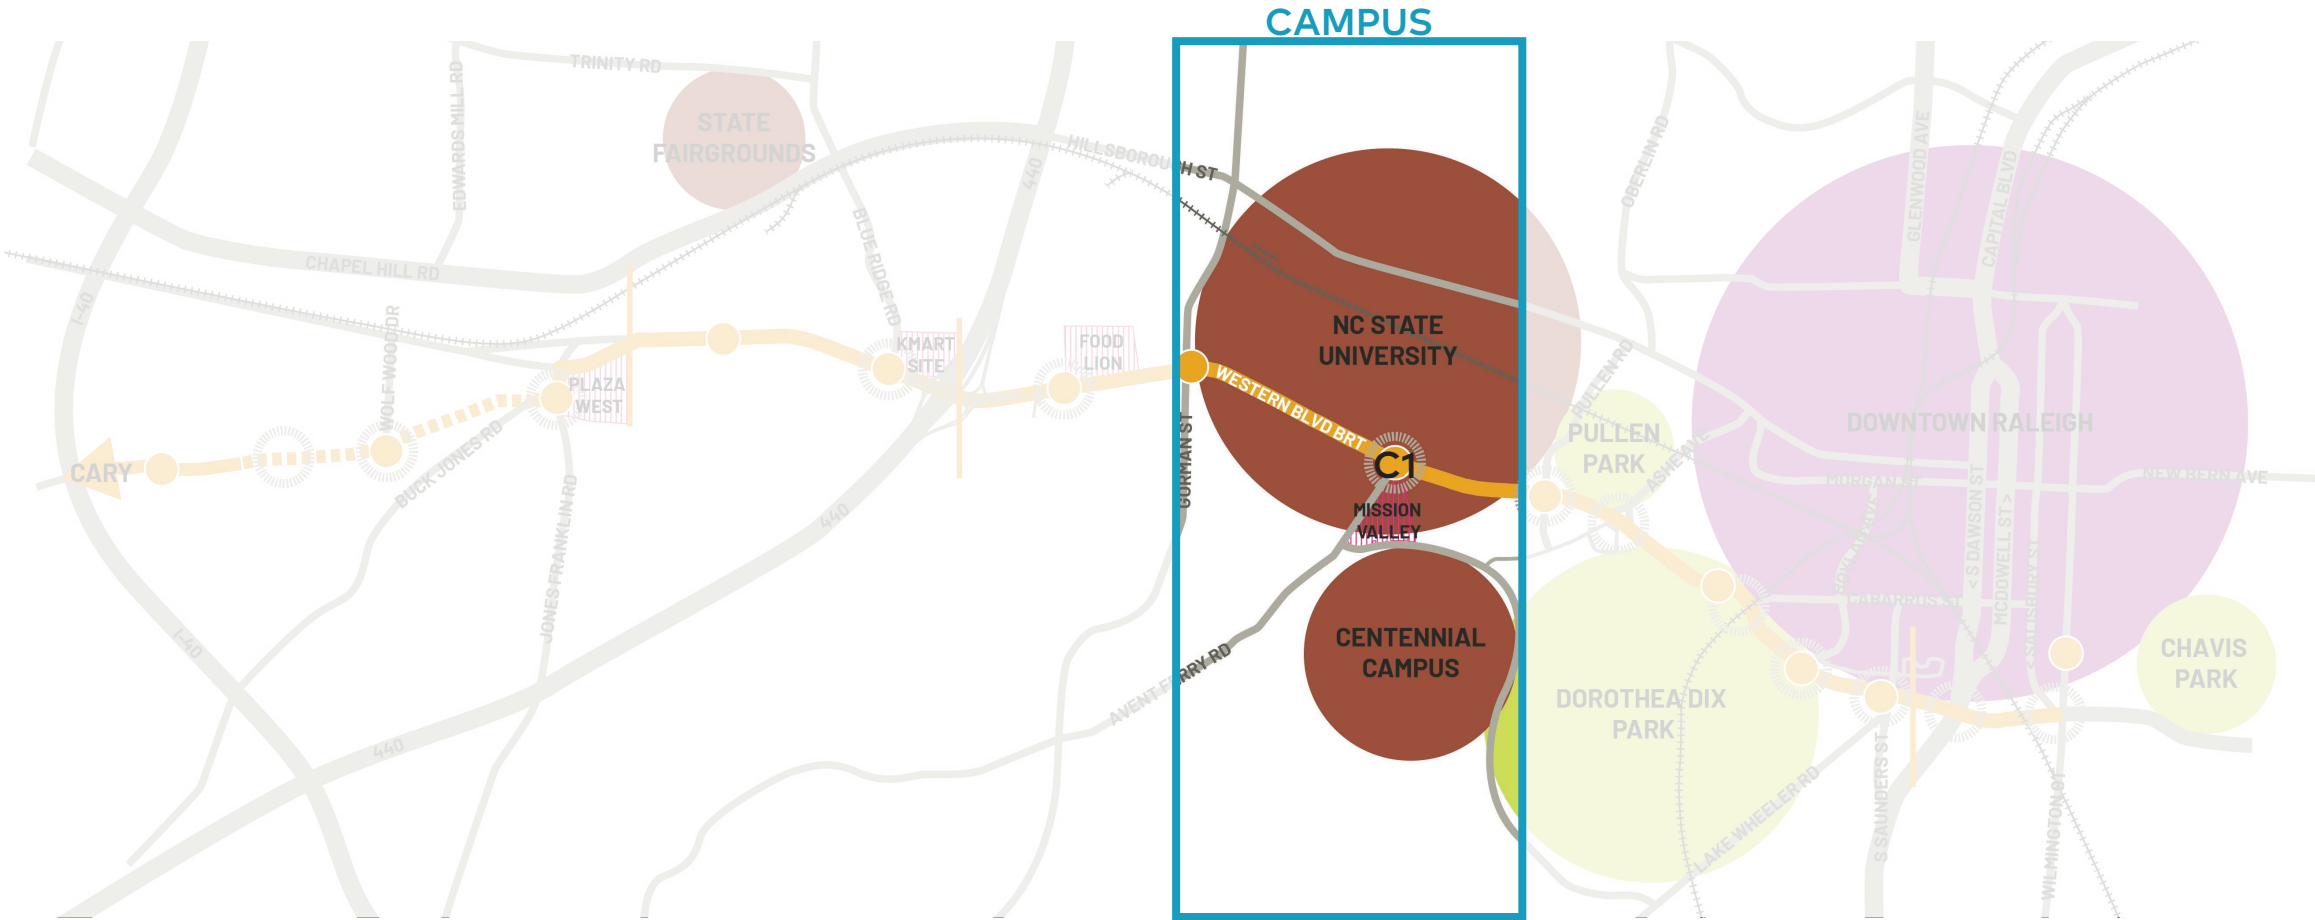 CAMPUS
TRINITY RD
EDWARDS MILL RD
STATE
FAIRGROUNDS
HILLSBOROUGH ST
440
OBERLIN RD
GLENWOOD AVE
CAPITAL BLVD
CHAPEL HILL RD
I-40
BLUE RIDGE RD
WOLF WOOD DR
KMART
SITE
FOOD
LION
NC STATE
UNIVERSITY
PULLEN RD
PLAZA
WEST
WESTERN BLVD BRT
GORMAN ST
C1
PULLEN
PARK
ASHE AVE
DOWNTOWN RALEIGH
CARY
BUCK JONES RD
JONES FRANKLIN RD
440
MISSION
VALLEY
MORGAN ST
NEW BERN AVE
< S DAWSON ST
MCDOWELL ST >
< SALISBURY ST
BOYLAN AVE
CABARRUS ST
I-40
CENTENNIAL
CAMPUS
AVENT FERRY RD
DOROTHEA DIX
PARK
CHAVIS
PARK
440
LAKE WHEELER RD
S SAUNDERS ST
WILMINGTON ST